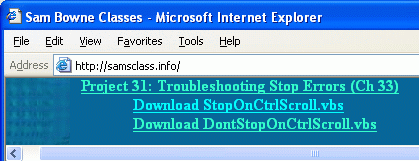 Sam Bowne Classes - Microsoft Internet Explorer
File Edit View Favorites Tools Help
Address http://samsclass.info/
Project 31: Troubleshooting Stop Errors (Ch 33)
Download StopOnCtrlScroll.vbs
Download DontStopOnCtrlScroll.vbs